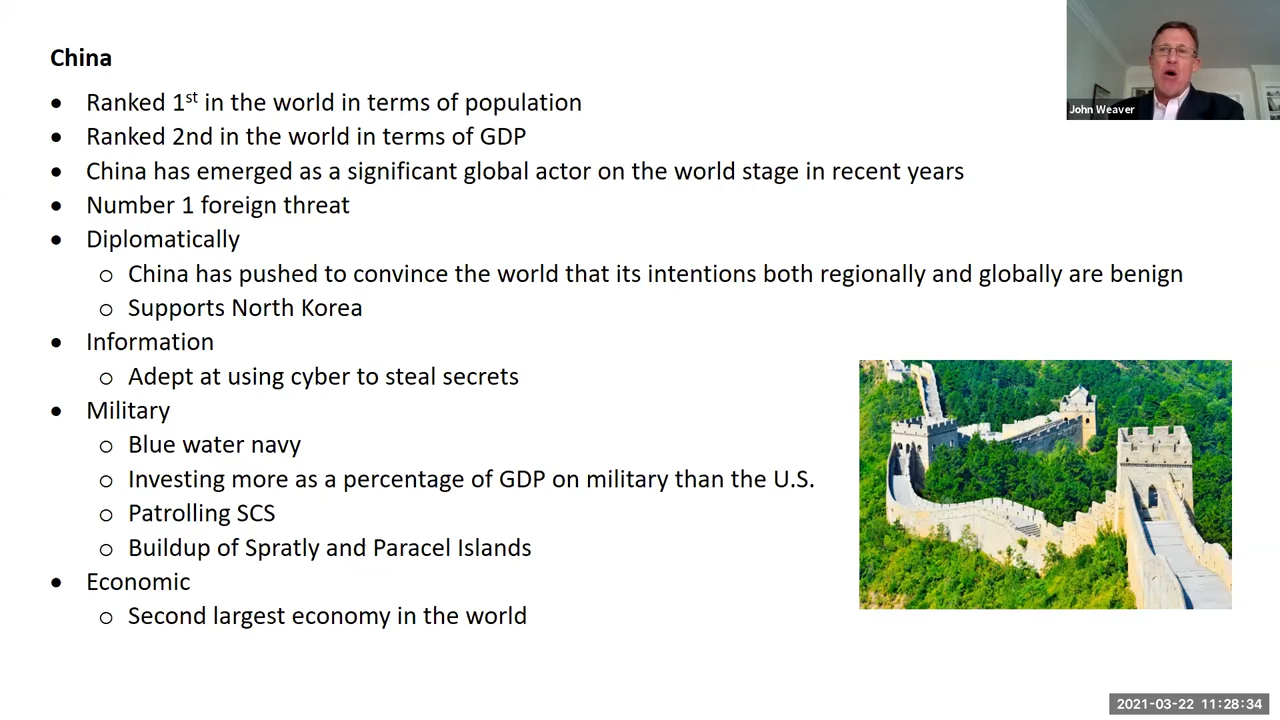 China
• Ranked 1st in the world in terms of population
• Ranked 2nd in the world in terms of GDP
• China has emerged as a significant global actor on the world stage in recent years
• Number 1 foreign threat
• Diplomatically
o China has pushed to convince the world that its intentions both regionally and globally are benign
o Supports North Korea
• Information
o Adept at using cyber to steal secrets
• Military
o Blue water navy
o Investing more as a percentage of GDP on military than the U.S.
o Patrolling SCS
o Buildup of Spratly and Paracel Islands
• Economic
o Second largest economy in the world
John Weaver
2021-03-22 11:28:34